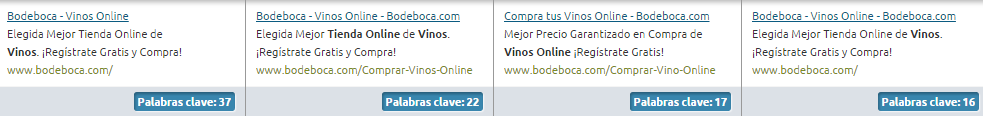 Bodeboca - Vinos Online
Elegida Mejor Tienda Online de
Vinos. ¡Regístrate Gratis y Compra!
www.bodeboca.com/
Palabras clave: 37
Bodeboca - Vinos Online - Bodeboca.com
Elegida Mejor Tienda Online de Vinos.
¡Regístrate Gratis y Compra!
www.bodeboca.com/Comprar-Vinos-Online
Palabras clave: 22
Compra tus Vinos Online - Bodeboca.com
Mejor Precio Garantizado en Compra de
Vinos Online ¡Regístrate Gratis!
www.bodeboca.com/Comprar-Vino-Online
Palabras clave: 17
Bodeboca - Vinos Online - Bodeboca.com
Elegida Mejor Tienda Online de Vinos.
¡Regístrate Gratis y Compra!
www.bodeboca.com/
Palabras clave: 16